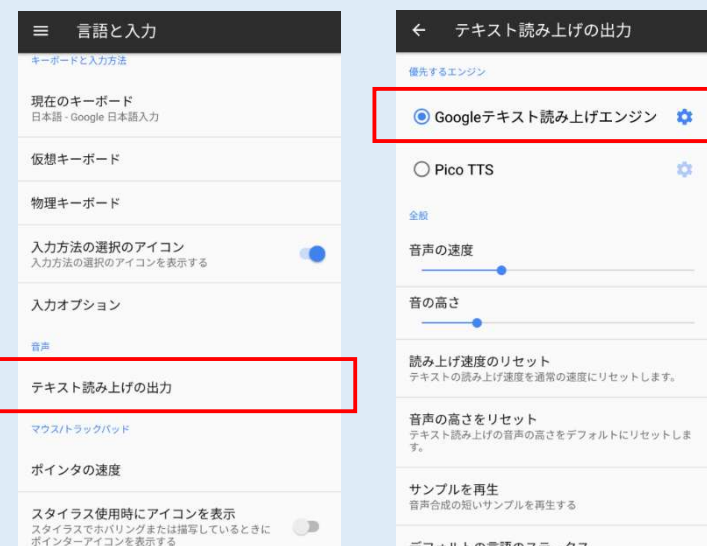 言語と入力
キーボードと入力方法
現在のキーボード
日本語 - Google 日本語入力
仮想キーボード
物理キーボード
入力方法の選択のアイコン
入力方法の選択のアイコンを表示する
入力オプション
音声
テキスト読み上げの出力
マウス/トラックパッド
ポインタの速度
スタイラス使用時にアイコンを表示
スタイラスでホバリングまたは描写しているときに
ポインターアイコンを表示する
テキスト読み上げの出力
優先するエンジン
Googleテキスト読み上げエンジン
Pico TTS
全般
音声の速度
音の高さ
読み上げ速度のリセット
テキストの読み上げ速度を通常の速度にリセットします。
音声の高さをリセット
テキスト読み上げの音声の高さをデフォルトにリセットしま
す。
サンプルを再生
音声合成の短いサンプルを再生する
デフォルトの言語のステータス